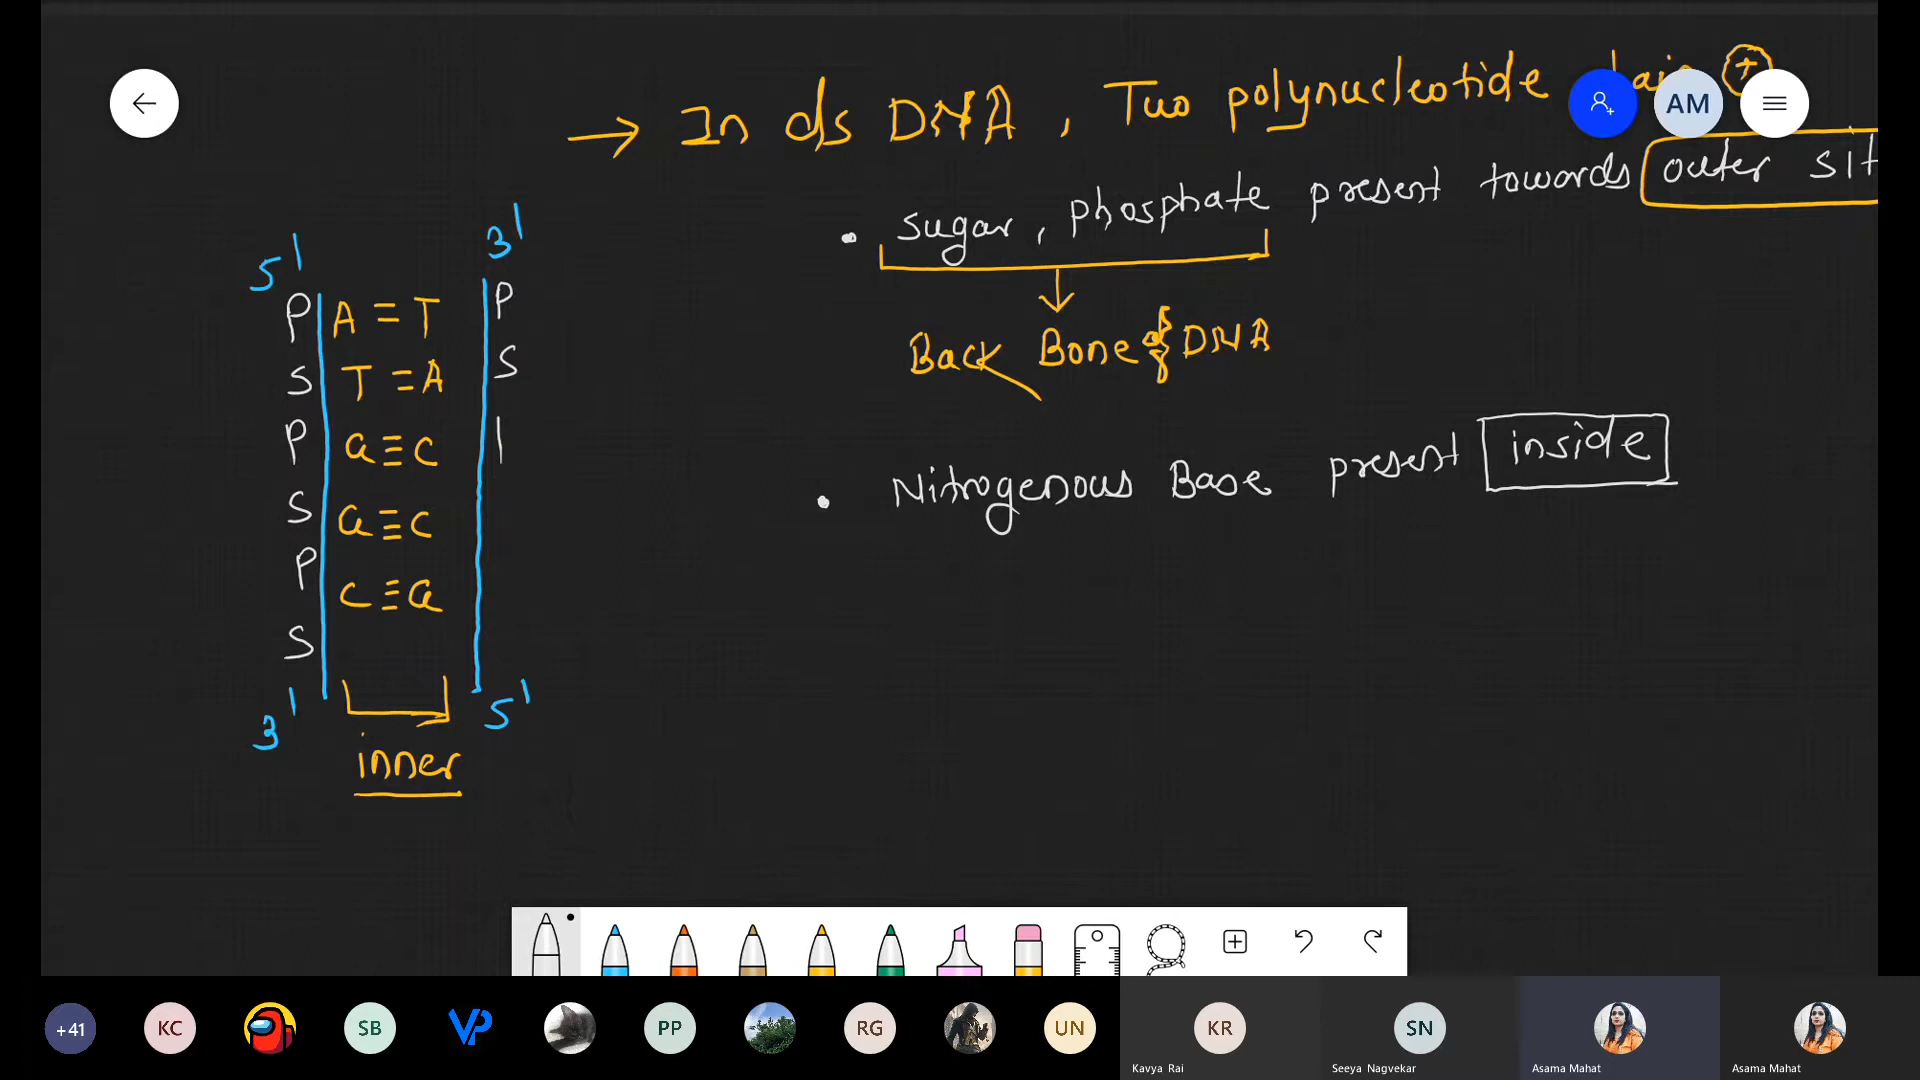 → In ds DNA, Two polynucleotide
• sugar, phosphate present towards outer
Back Bone of DNA
• Nitrogenous Base present inside
5' 3'
P A = T P
S T = A S
P G ≡ C |
S G ≡ C
P C ≡ G
S
3' 5'
inner
AM
+41 KC SB VP PP RG UN KR SN
Kavya Rai Seeya Nagvekar Asama Mahat Asama Mahat